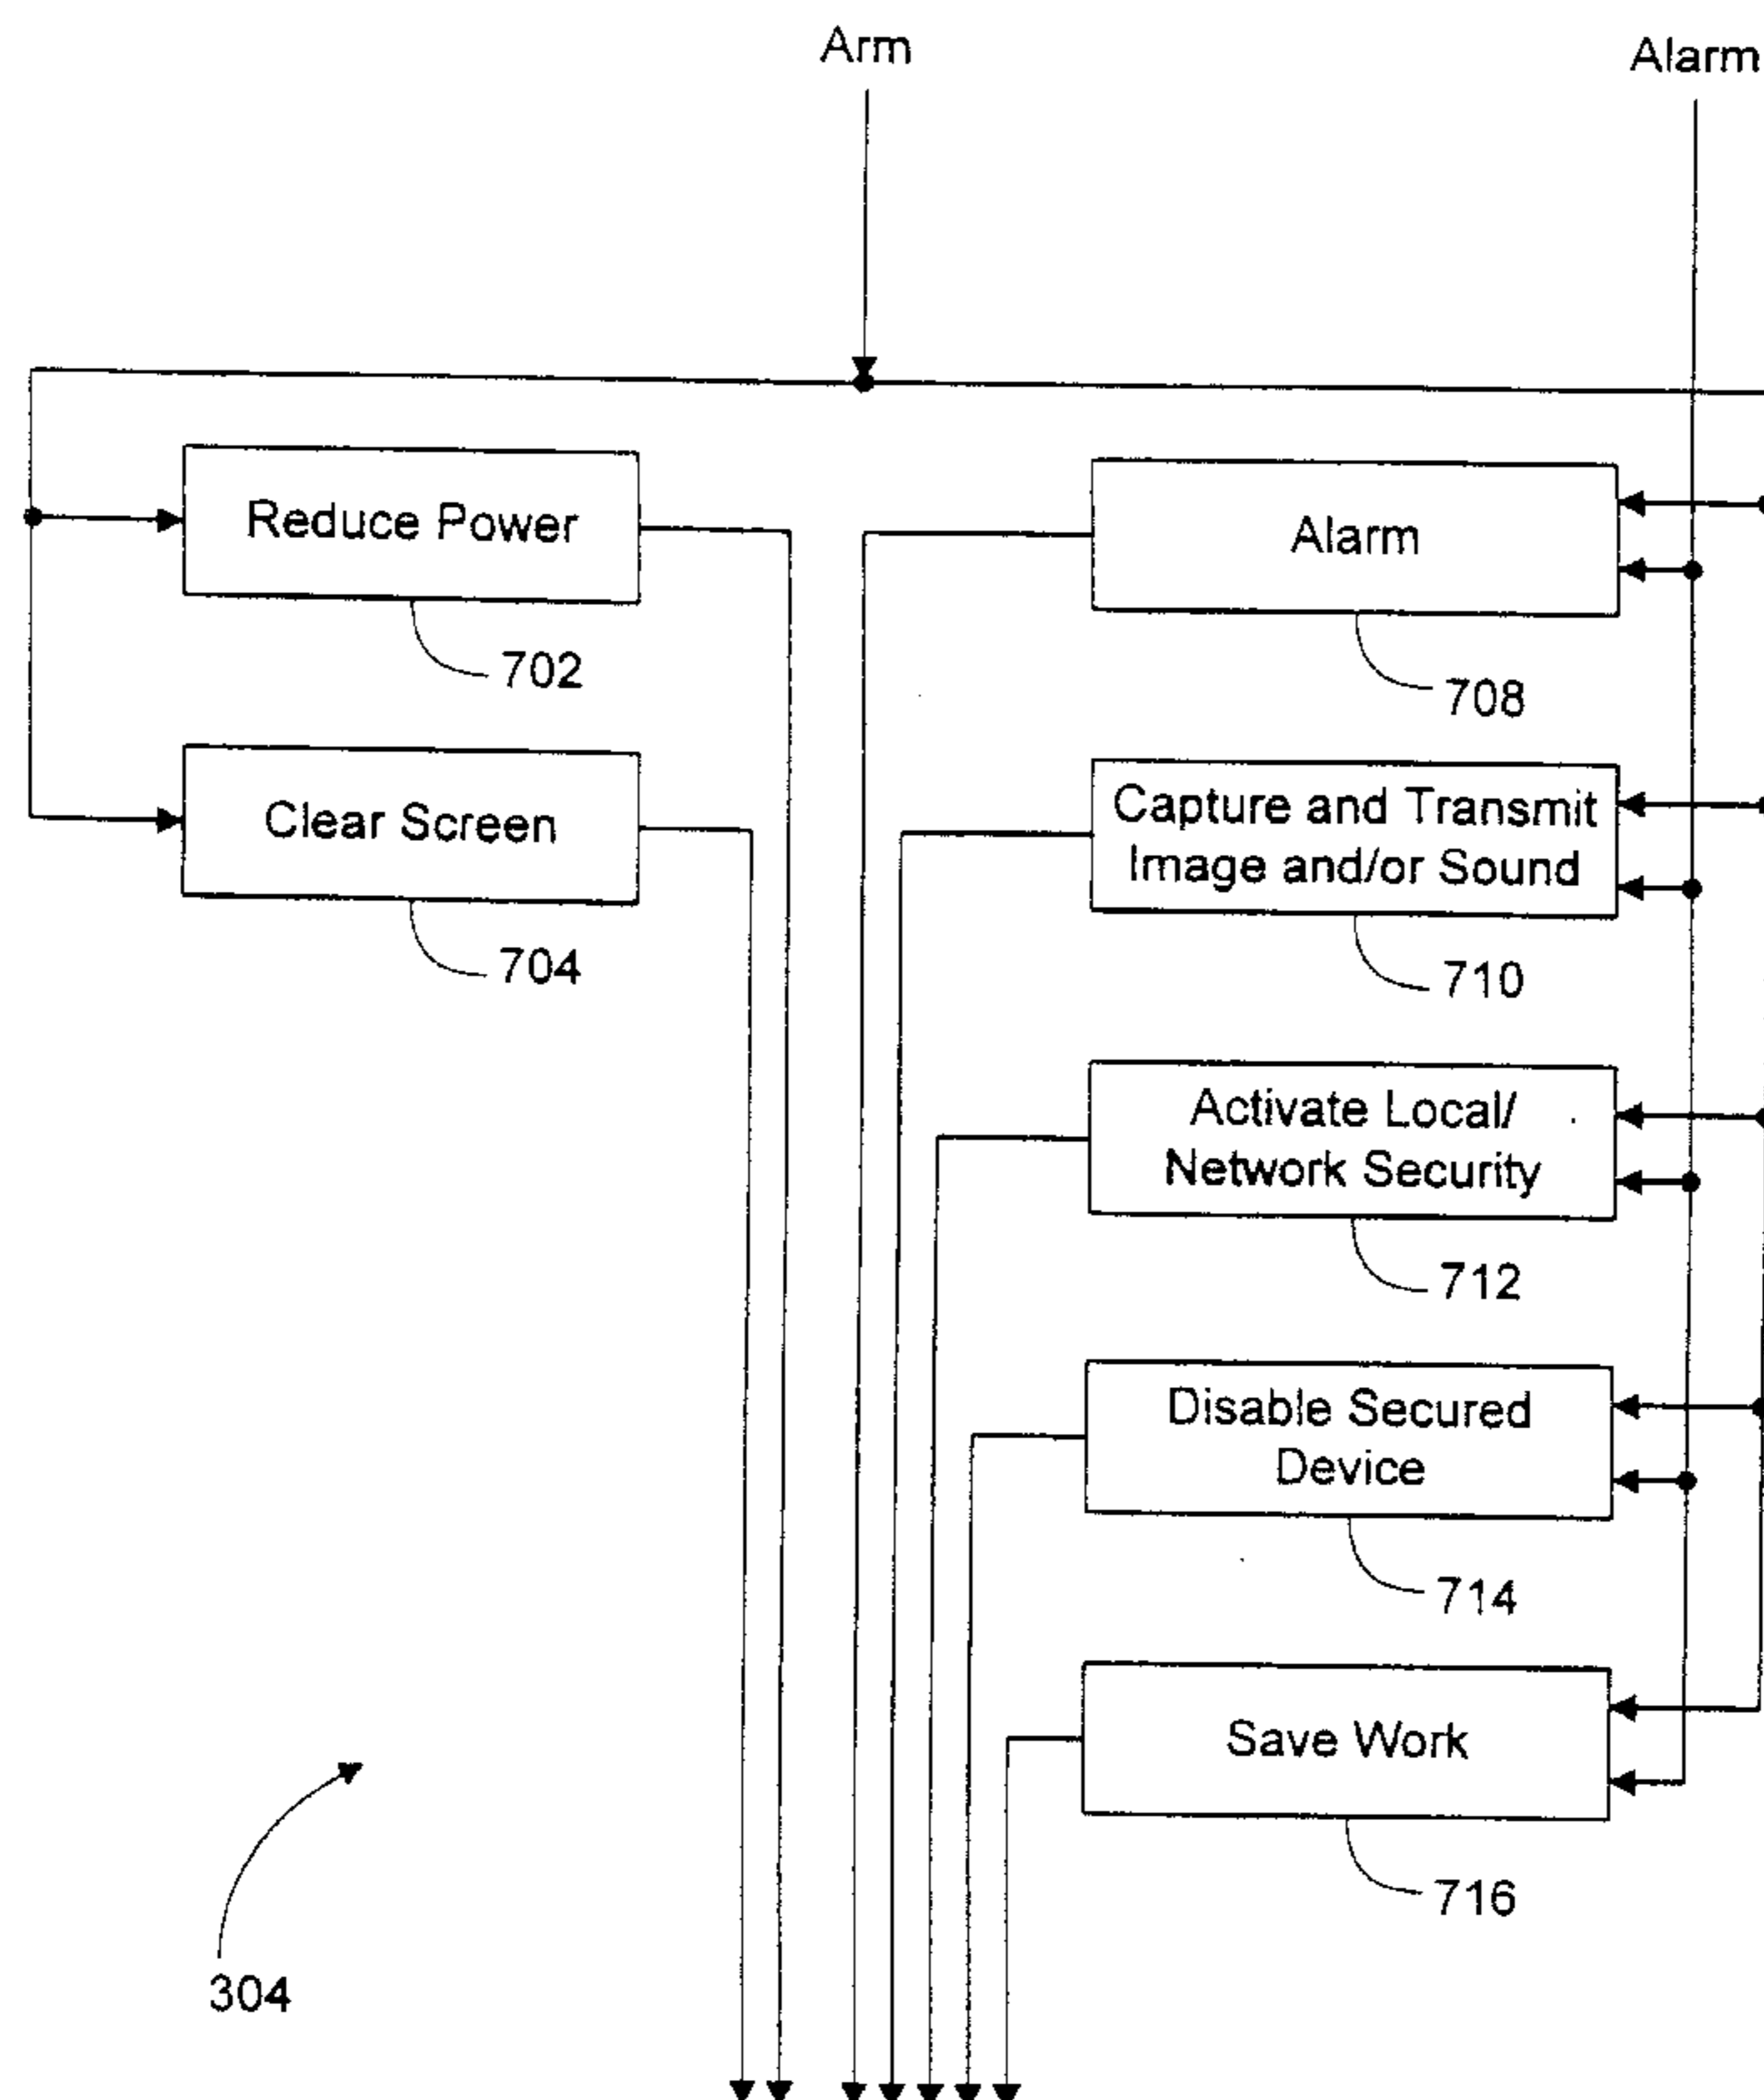 Arm
Alarm
Reduce Power
702
Clear Screen
704
Alarm
708
Capture and Transmit
Image and/or Sound
710
Activate Local/
Network Security
712
Disable Secured
Device
714
Save Work
716
304